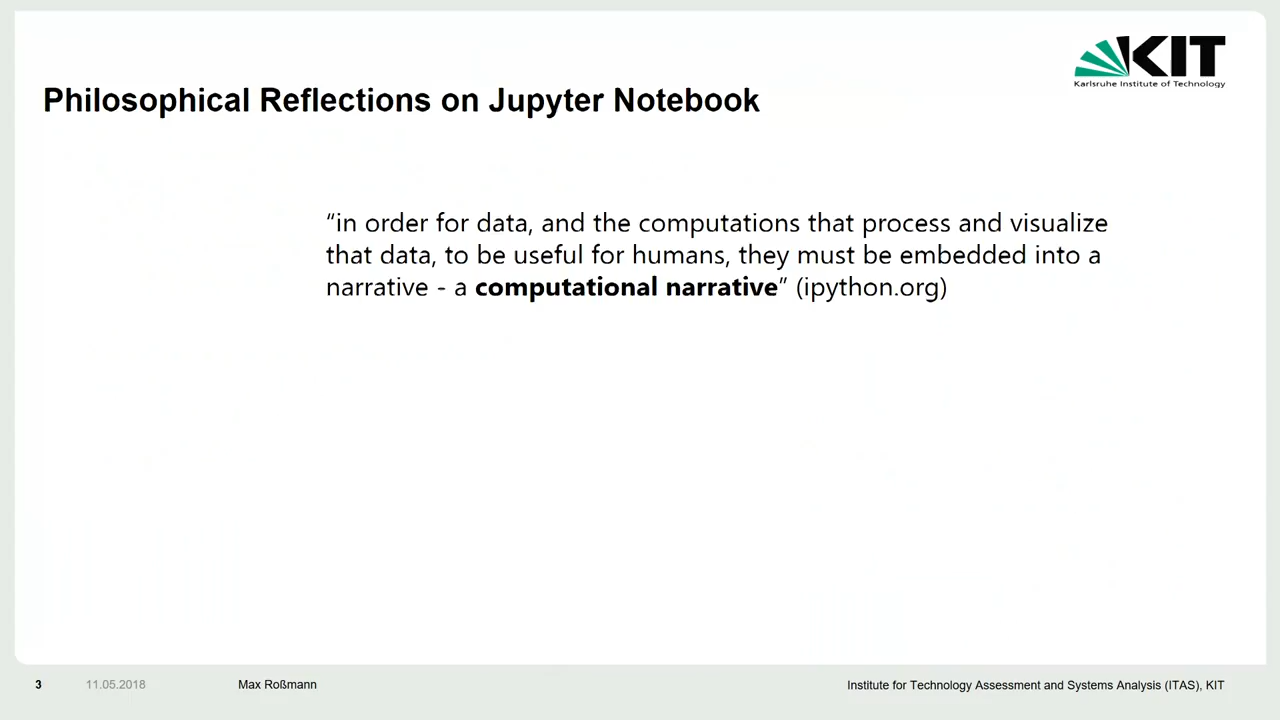 KIT
Karlsruhe Institute of Technology
Philosophical Reflections on Jupyter Notebook
“in order for data, and the computations that process and visualize
that data, to be useful for humans, they must be embedded into a
narrative - a computational narrative” (ipython.org)
3 11.05.2018 Max Roßmann Institute for Technology Assessment and Systems Analysis (ITAS), KIT